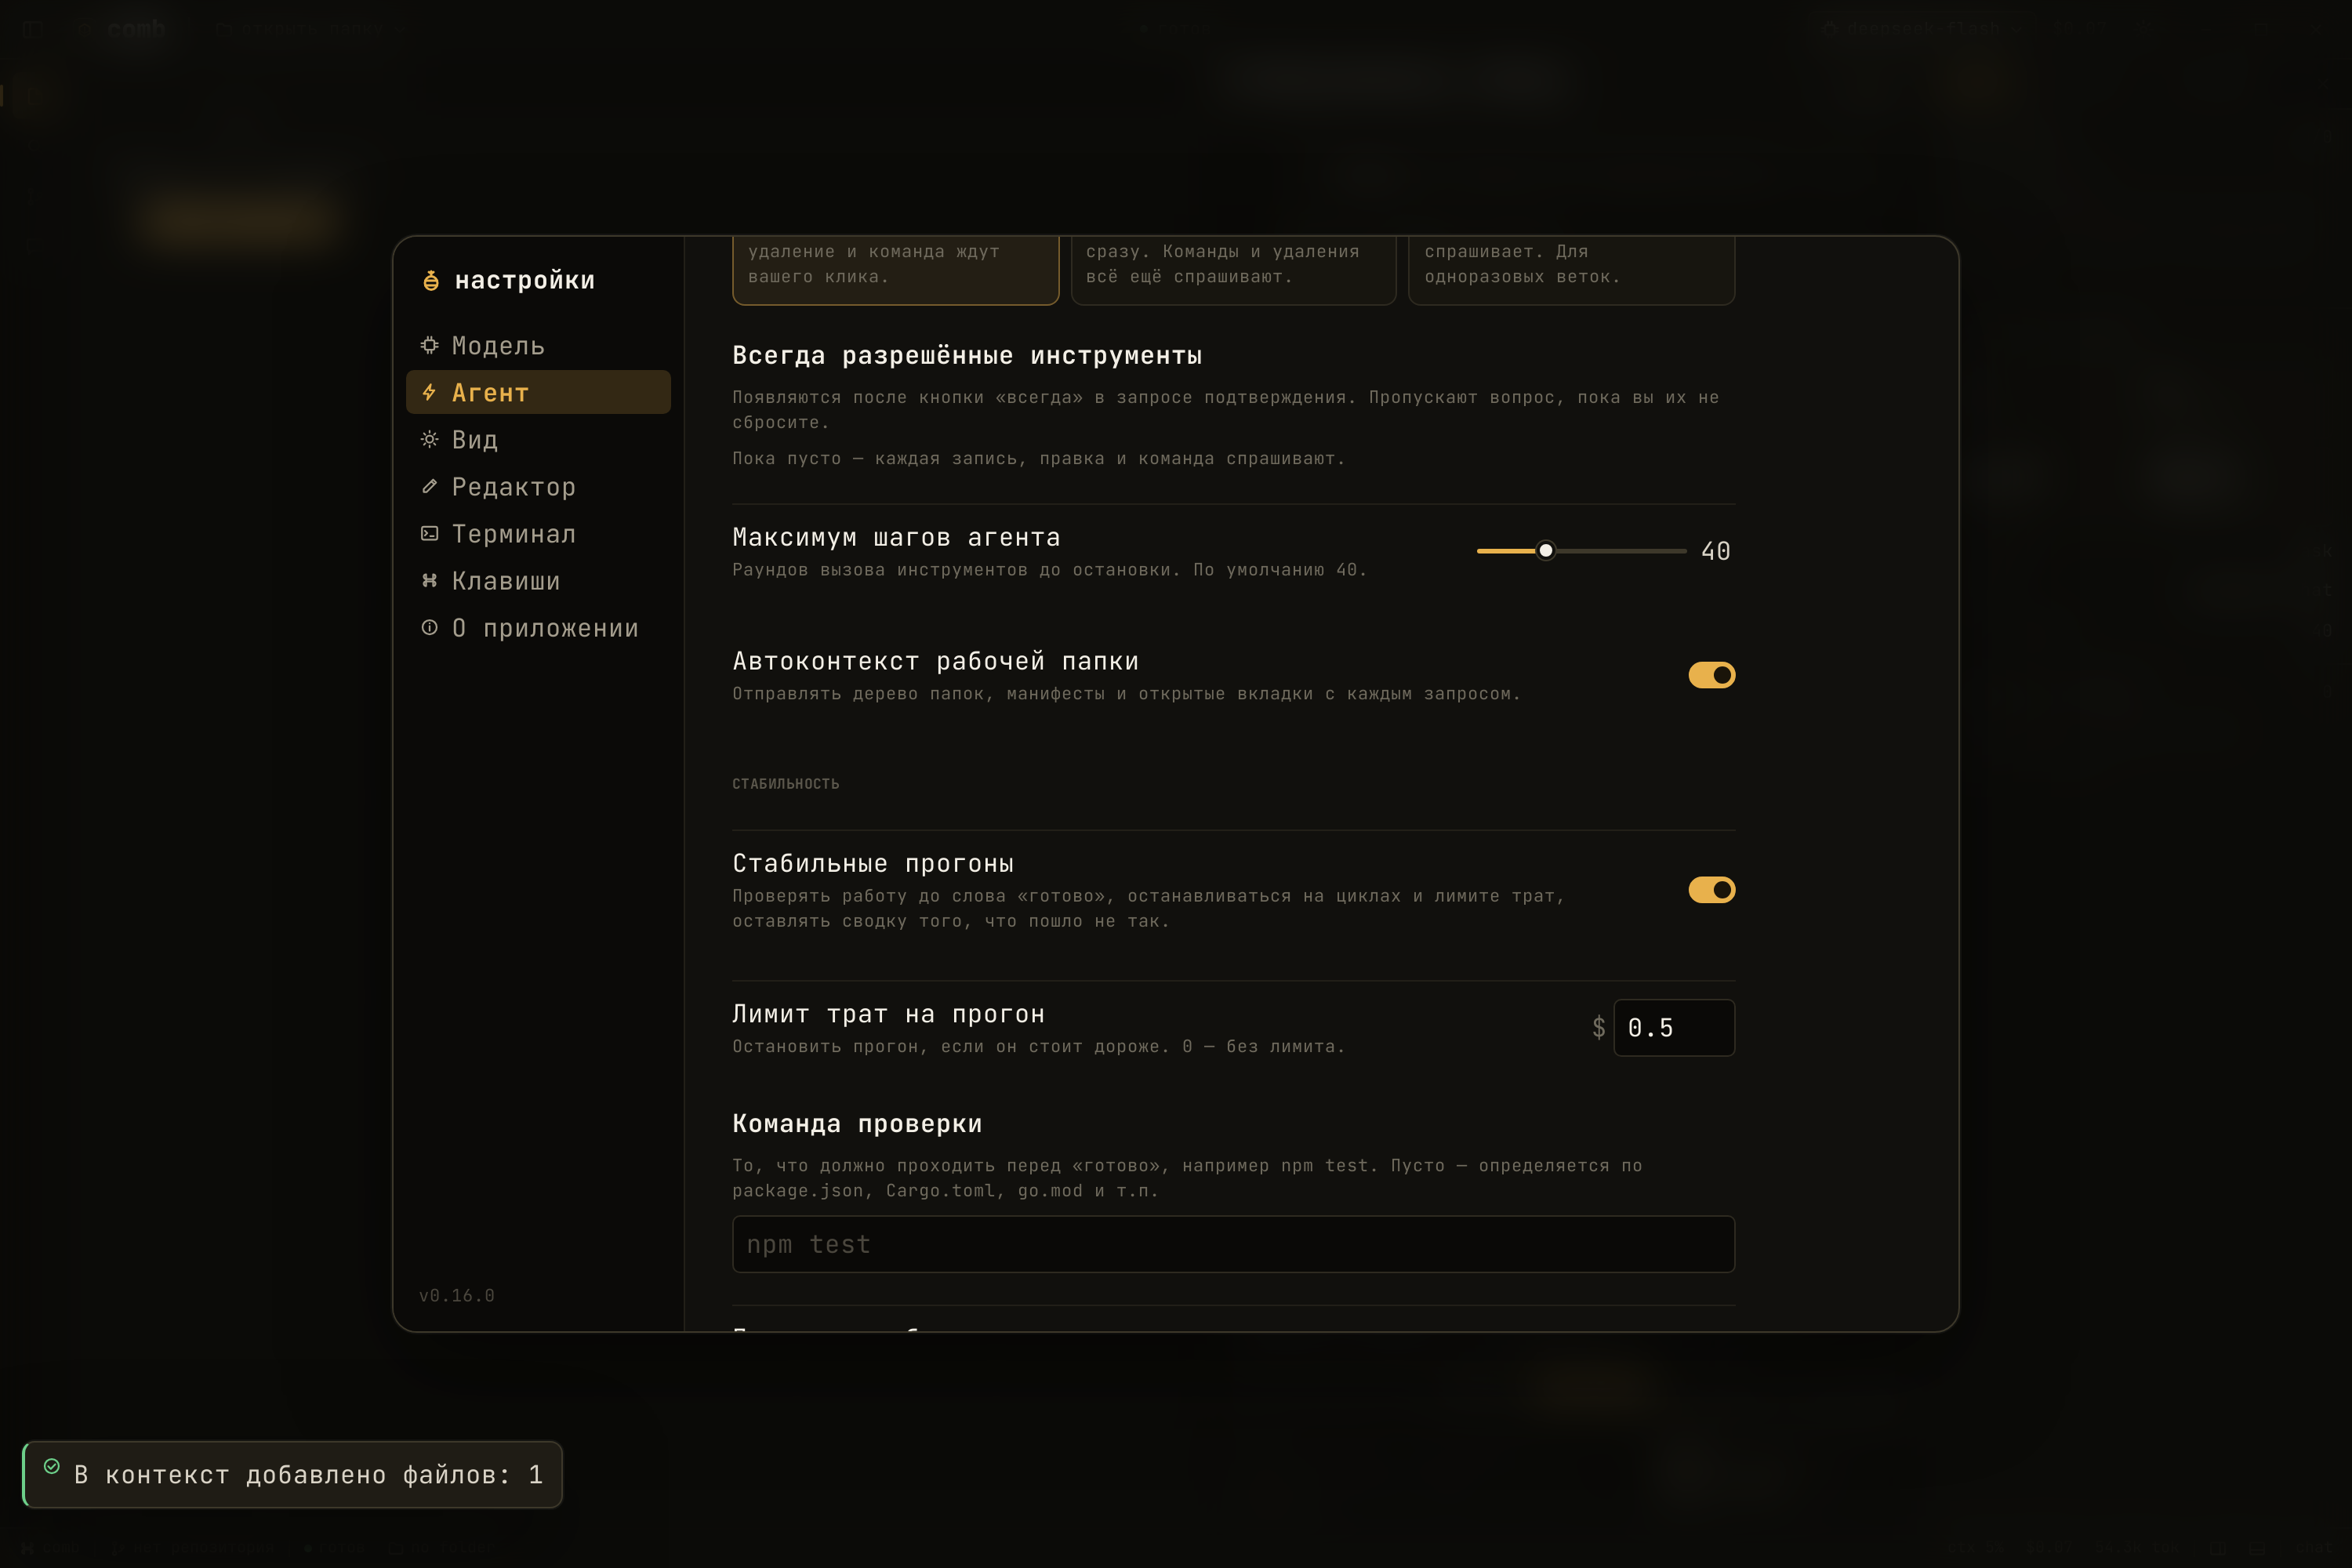 comb
deepseek-flash
настройки
Модель
Агент
Вид
Редактор
Терминал
Клавиши
О приложении
v0.16.0
удаление и команда ждут
вашего клика.
сразу. Команды и удаления
всё ещё спрашивают.
спрашивает. Для
одноразовых веток.
Всегда разрешённые инструменты
Появляются после кнопки «всегда» в запросе подтверждения. Пропускают вопрос, пока вы их не
сбросите.
Пока пусто — каждая запись, правка и команда спрашивают.
Максимум шагов агента
40
Раундов вызова инструментов до остановки. По умолчанию 40.
Автоконтекст рабочей папки
Отправлять дерево папок, манифесты и открытые вкладки с каждым запросом.
СТАБИЛЬНОСТЬ
Стабильные прогоны
Проверять работу до слова «готово», останавливаться на циклах и лимите трат,
оставлять сводку того, что пошло не так.
Лимит трат на прогон
$ 0.5
Остановить прогон, если он стоит дороже. 0 — без лимита.
Команда проверки
То, что должно проходить перед «готово», например npm test. Пусто — определяется по
package.json, Cargo.toml, go.mod и т.п.
npm test
В контекст добавлено файлов: 1